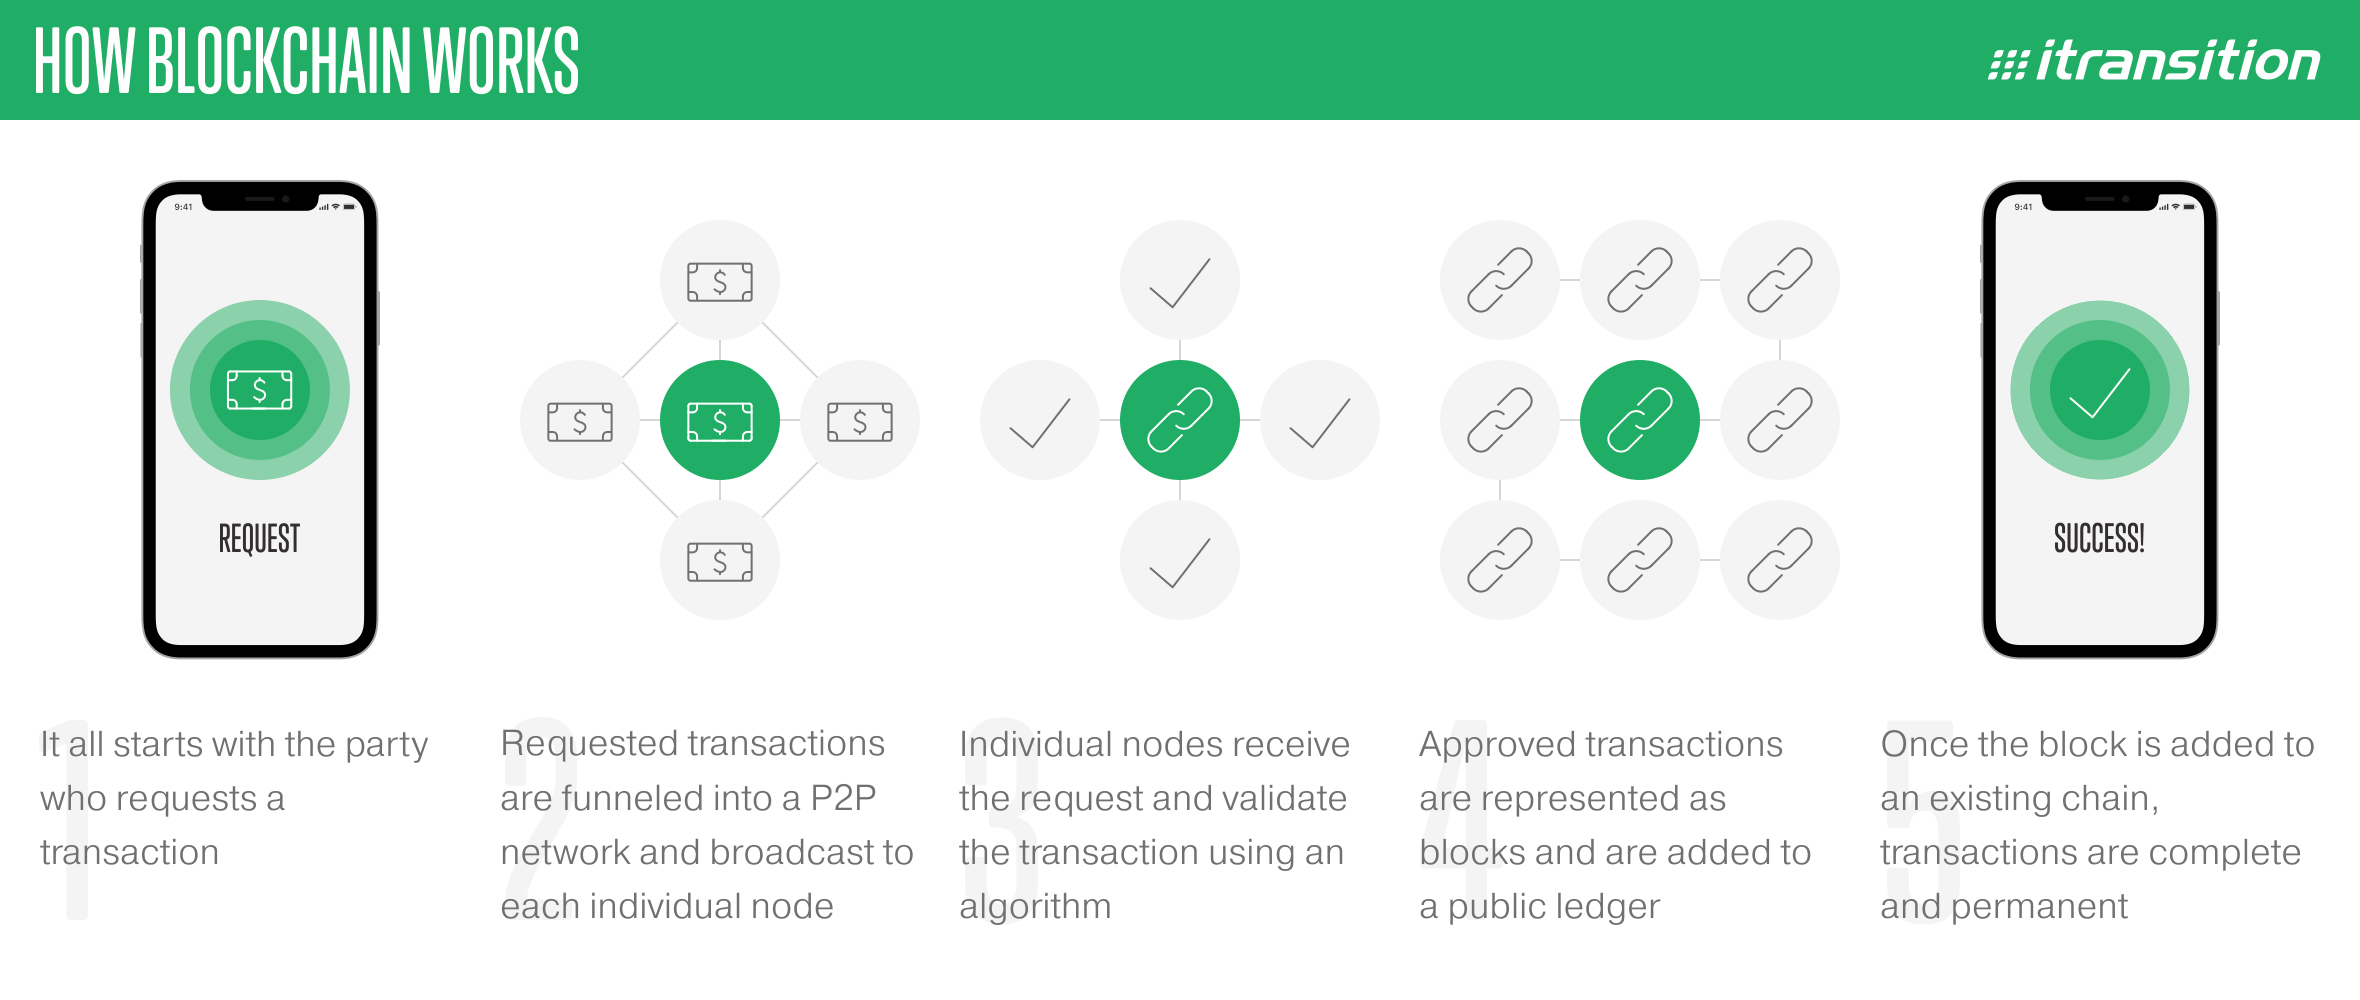 HOW BLOCKCHAIN WORKS
itransition
9:41
$
REQUEST
$
$
$
$
$
9:41
SUCCESS!
1
It all starts with the party
who requests a
transaction
2
Requested transactions
are funneled into a P2P
network and broadcast to
each individual node
3
Individual nodes receive
the request and validate
the transaction using an
algorithm
4
Approved transactions
are represented as
blocks and are added to
a public ledger
5
Once the block is added to
an existing chain,
transactions are complete
and permanent